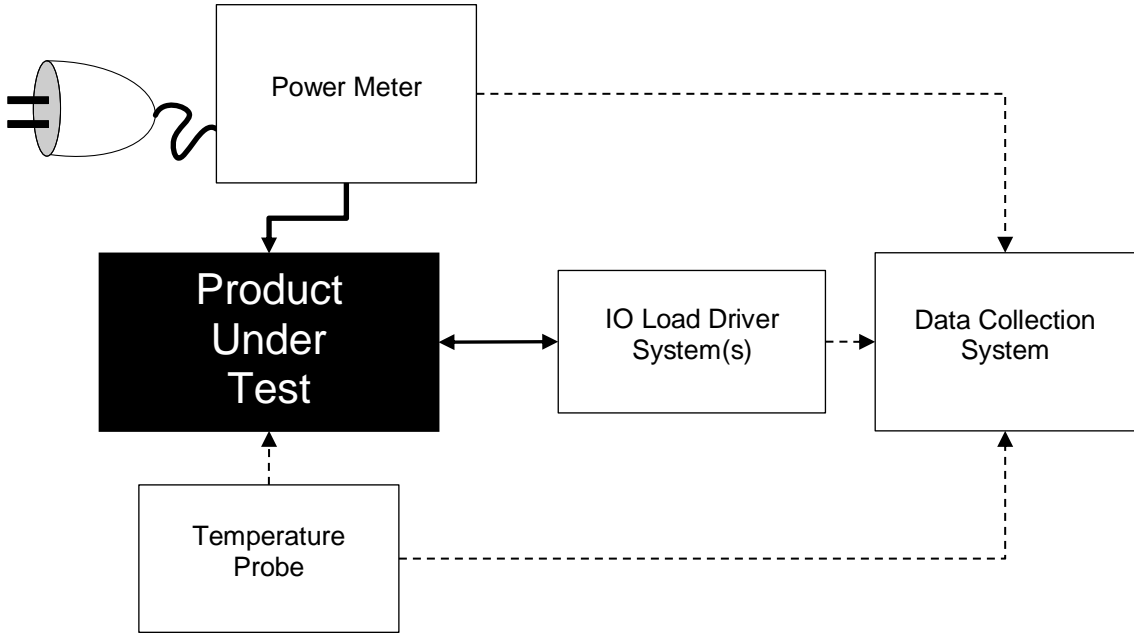 Power Meter
Product
Under
Test
IO Load Driver
System(s)
Data Collection
System
Temperature
Probe